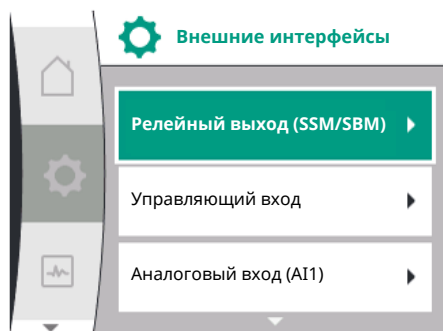 Внешние интерфейсы
Релейный выход (SSM/SBM)
Управляющий вход
Аналоговый вход (AI1)